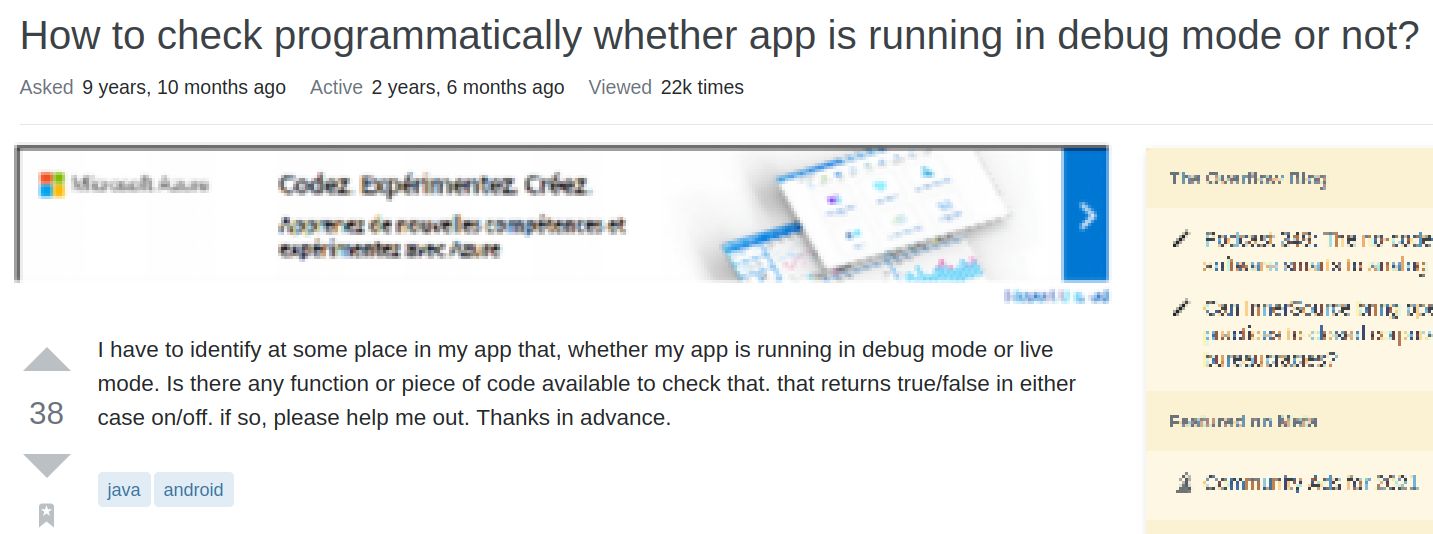 How to check programmatically whether app is running in debug mode or not?
Asked 9 years, 10 months ago Active 2 years, 6 months ago Viewed 22k times
Microsoft Azure
Codez. Expérimentez. Créez.
Apprenez de nouvelles compétences et
expérimentez avec Azure
I have to identify at some place in my app that, whether my app is running in debug mode or live
mode. Is there any function or piece of code available to check that. that returns true/false in either
case on/off. if so, please help me out. Thanks in advance.
38
java android
The Overflow Blog
Podcast 349: The no-code
software smarts to analog
Can InnerSource bring ope
practices to closed
bureaucracies?
Featured on Meta
Community Ads for 2021